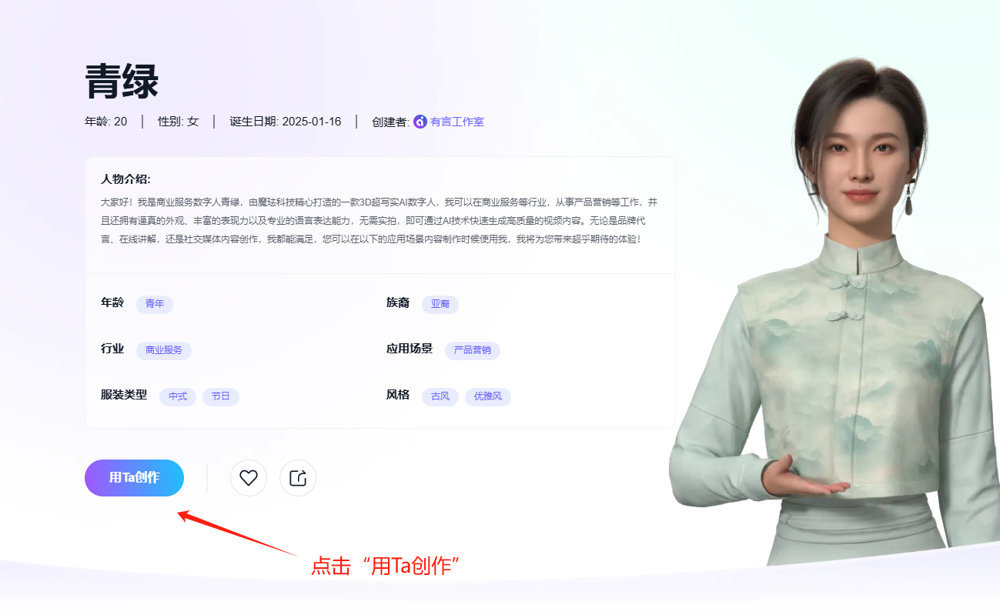 青绿
年龄: 20 | 性别: 女 | 诞生日期: 2025-01-16 | 创建者: 有言工作室
人物介绍:
大家好！我是商业服务数字人青绿，由魔珐科技精心打造的一款3D超写实AI数字人，我可以在商业服务等行业，从事产品营销等工作，并
且还拥有逼真的外观、丰富的表现力以及专业的语言表达能力，无需实拍，即可通过AI技术快速生成高质量的视频内容。无论是品牌代
言、在线讲解，还是社交媒体内容创作，我都能满足，您可以在以下的应用场景内容制作时候使用我，我将为您带来超乎期待的体验！
年龄 青年 族裔 亚裔
行业 商业服务 应用场景 产品营销
服装类型 中式 节日 风格 古风 优雅风
用Ta创作
点击“用Ta创作”